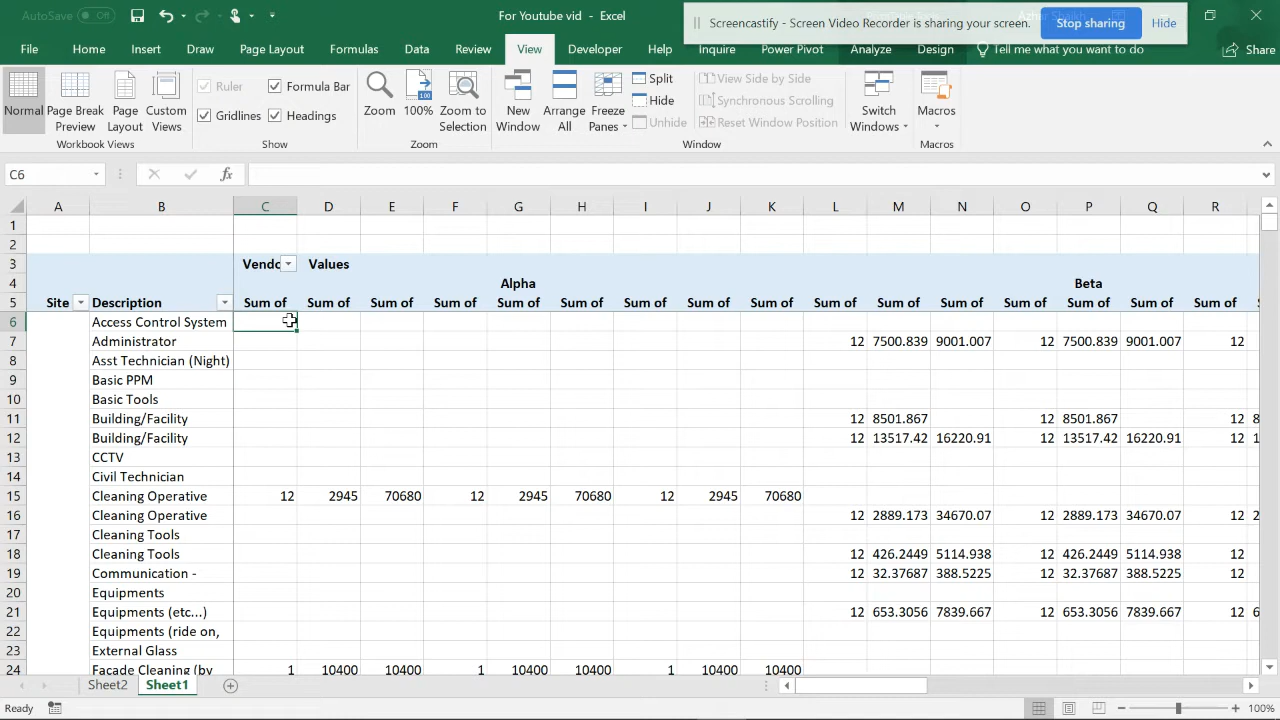 AutoSave Off
For Youtube vid - Excel
Screencastify - Screen Video Recorder is sharing your screen. Stop sharing Hide
File Home Insert Draw Page Layout Formulas Data Review View Developer Help Inquire Power Pivot Analyze Design Tell me what you want to do Share
Normal Page Break Preview Page Layout Custom Views
Ruler Formula Bar
Gridlines Headings
Zoom 100% Zoom to Selection
New Window Arrange All Freeze Panes
Split View Side by Side
Hide Synchronous Scrolling
Unhide Reset Window Position
Switch Windows Macros
Workbook Views Show Zoom Window Macros
C6 fx
A B C D E F G H I J K L M N O P Q R
1
2
3 Vendo Values
4 Alpha Beta
5 Site Description Sum of Sum of Sum of Sum of Sum of Sum of Sum of Sum of Sum of Sum of Sum of Sum of Sum of Sum of Sum of Sum of S
6 Access Control System
7 Administrator 12 7500.839 9001.007 12 7500.839 9001.007 12
8 Asst Technician (Night)
9 Basic PPM
10 Basic Tools
11 Building/Facility 12 8501.867 12 8501.867 12 8
12 Building/Facility 12 13517.42 16220.91 12 13517.42 16220.91 12 1
13 CCTV
14 Civil Technician
15 Cleaning Operative 12 2945 70680 12 2945 70680 12 2945 70680
16 Cleaning Operative 12 2889.173 34670.07 12 2889.173 34670.07 12 2
17 Cleaning Tools
18 Cleaning Tools 12 426.2449 5114.938 12 426.2449 5114.938 12
19 Communication - 12 32.37687 388.5225 12 32.37687 388.5225 12
20 Equipments
21 Equipments (etc...) 12 653.3056 7839.667 12 653.3056 7839.667 12 6
22 Equipments (ride on,
23 External Glass
24 Facade Cleaning (by 1 10400 10400 1 10400 10400 1 10400 10400
Sheet2 Sheet1
Ready 100%